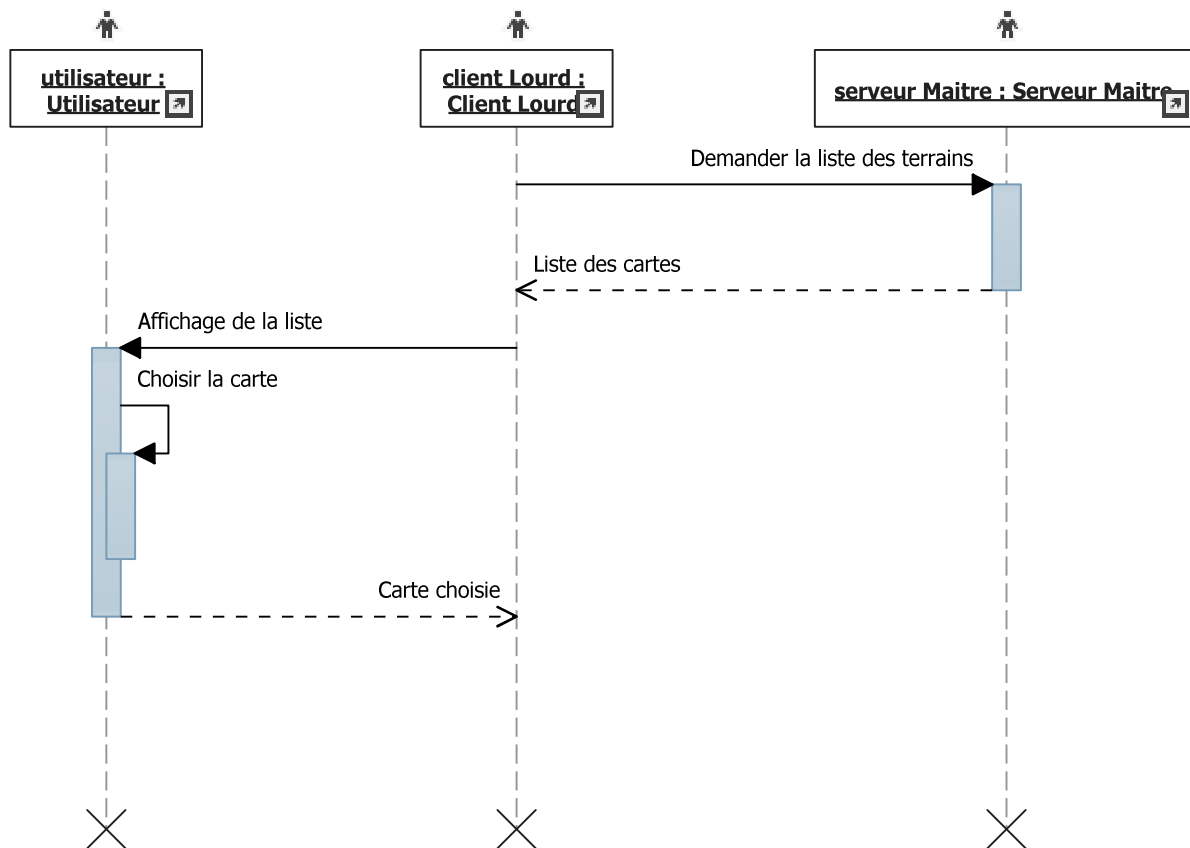 utilisateur :
Utilisateur
client Lourd :
Client Lourd
serveur Maitre : Serveur Maitre
Demander la liste des terrains
Liste des cartes
Affichage de la liste
Choisir la carte
Carte choisie